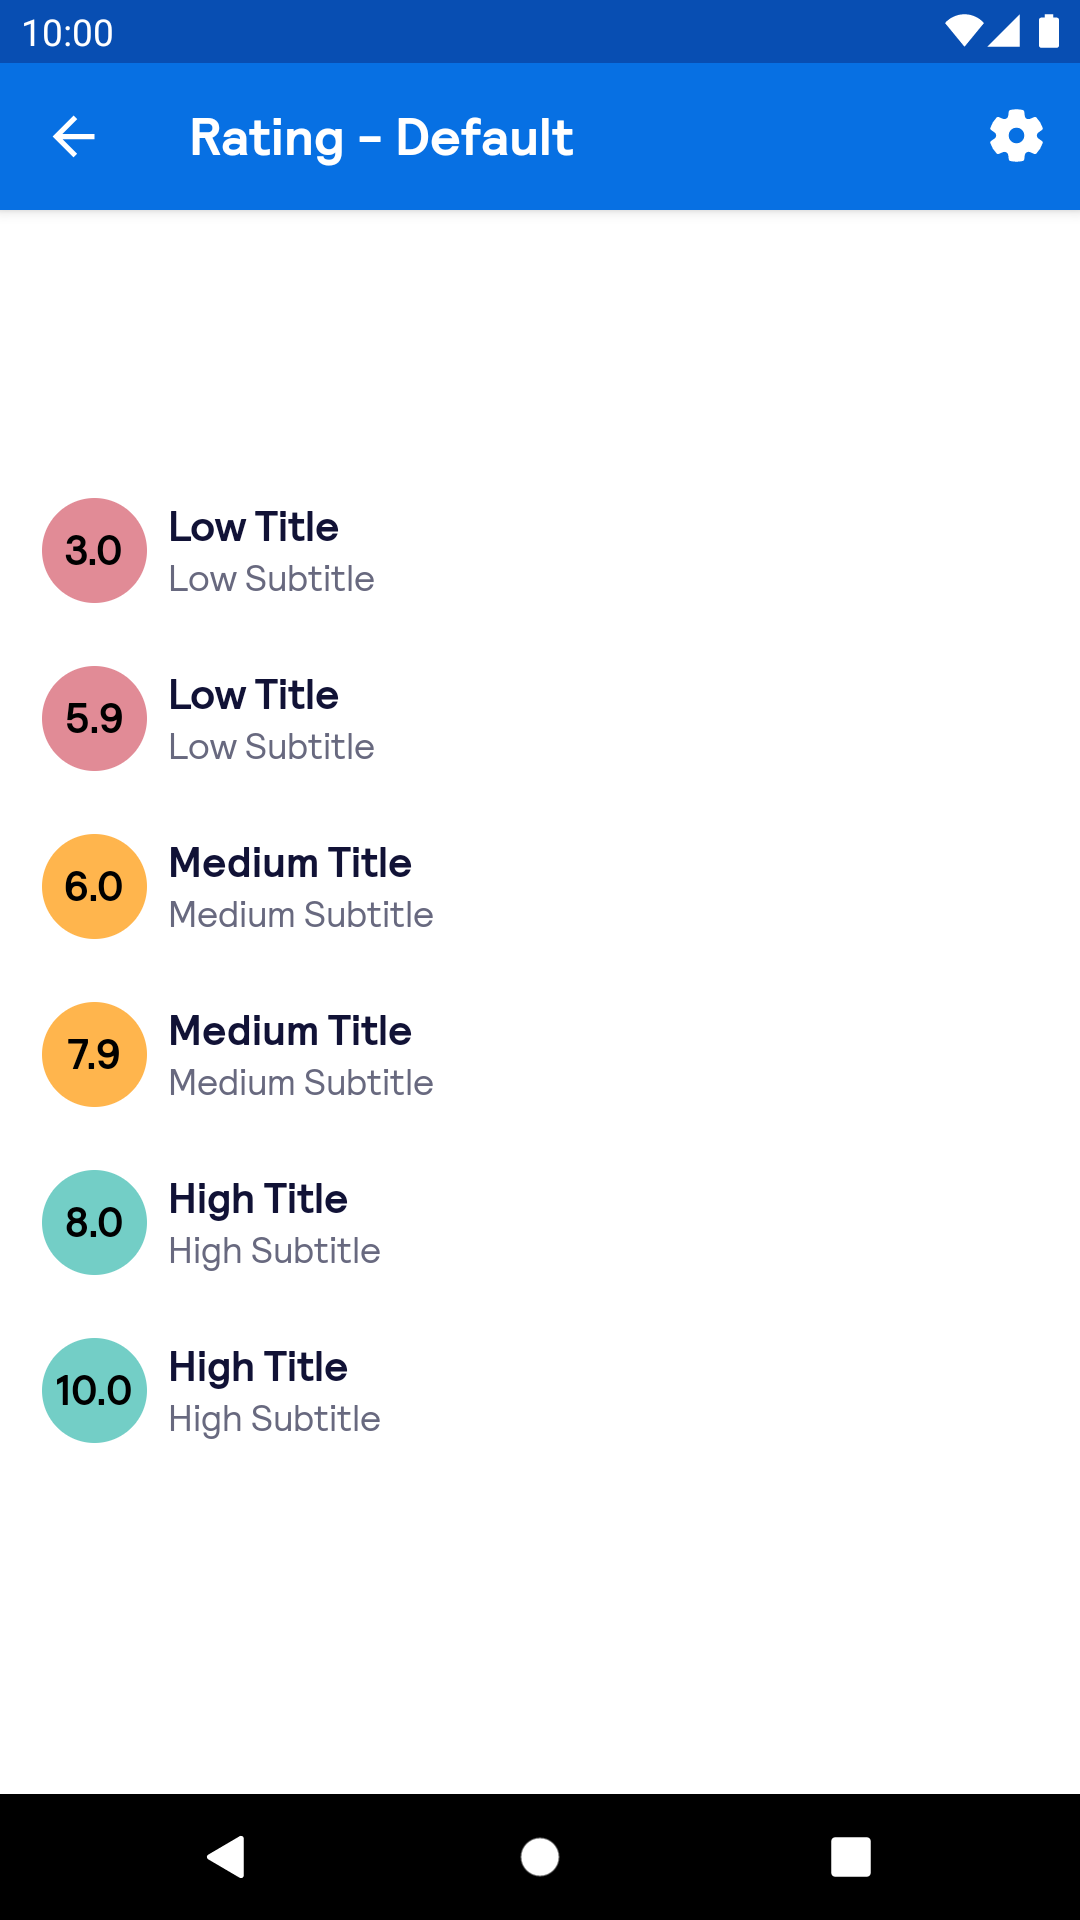 10:00
Rating - Default
3.0
Low Title
Low Subtitle
5.9
Low Title
Low Subtitle
6.0
Medium Title
Medium Subtitle
7.9
Medium Title
Medium Subtitle
8.0
High Title
High Subtitle
10.0
High Title
High Subtitle